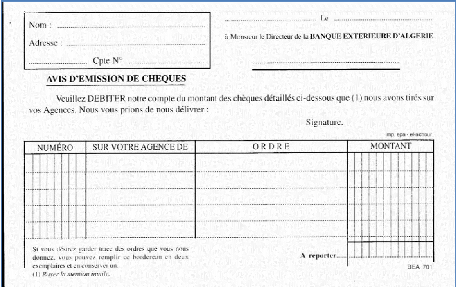 Nom :
Adresse :
Cpte N°
Le
à Monsieur le Directeur de la BANQUE EXTERIEURE D'ALGERIE
AVIS D'EMISSION DE CHEQUES
Veuillez DEBITER notre compte du montant des chèques détaillés ci-dessous que (1) nous avons tirés sur
vos Agences. Nous vous prions de nous délivrer :
Signature.
NUMÉRO SUR VOTRE AGENCE DE ORDRE MONTANT
Si vous désirez garder trace des ordres que vous nous
donnez, vous pouvez remplir ce bordereau en deux
exemplaires et en conserver un.
(1) Rayer la mention inutile.
A reporter
BEA 701